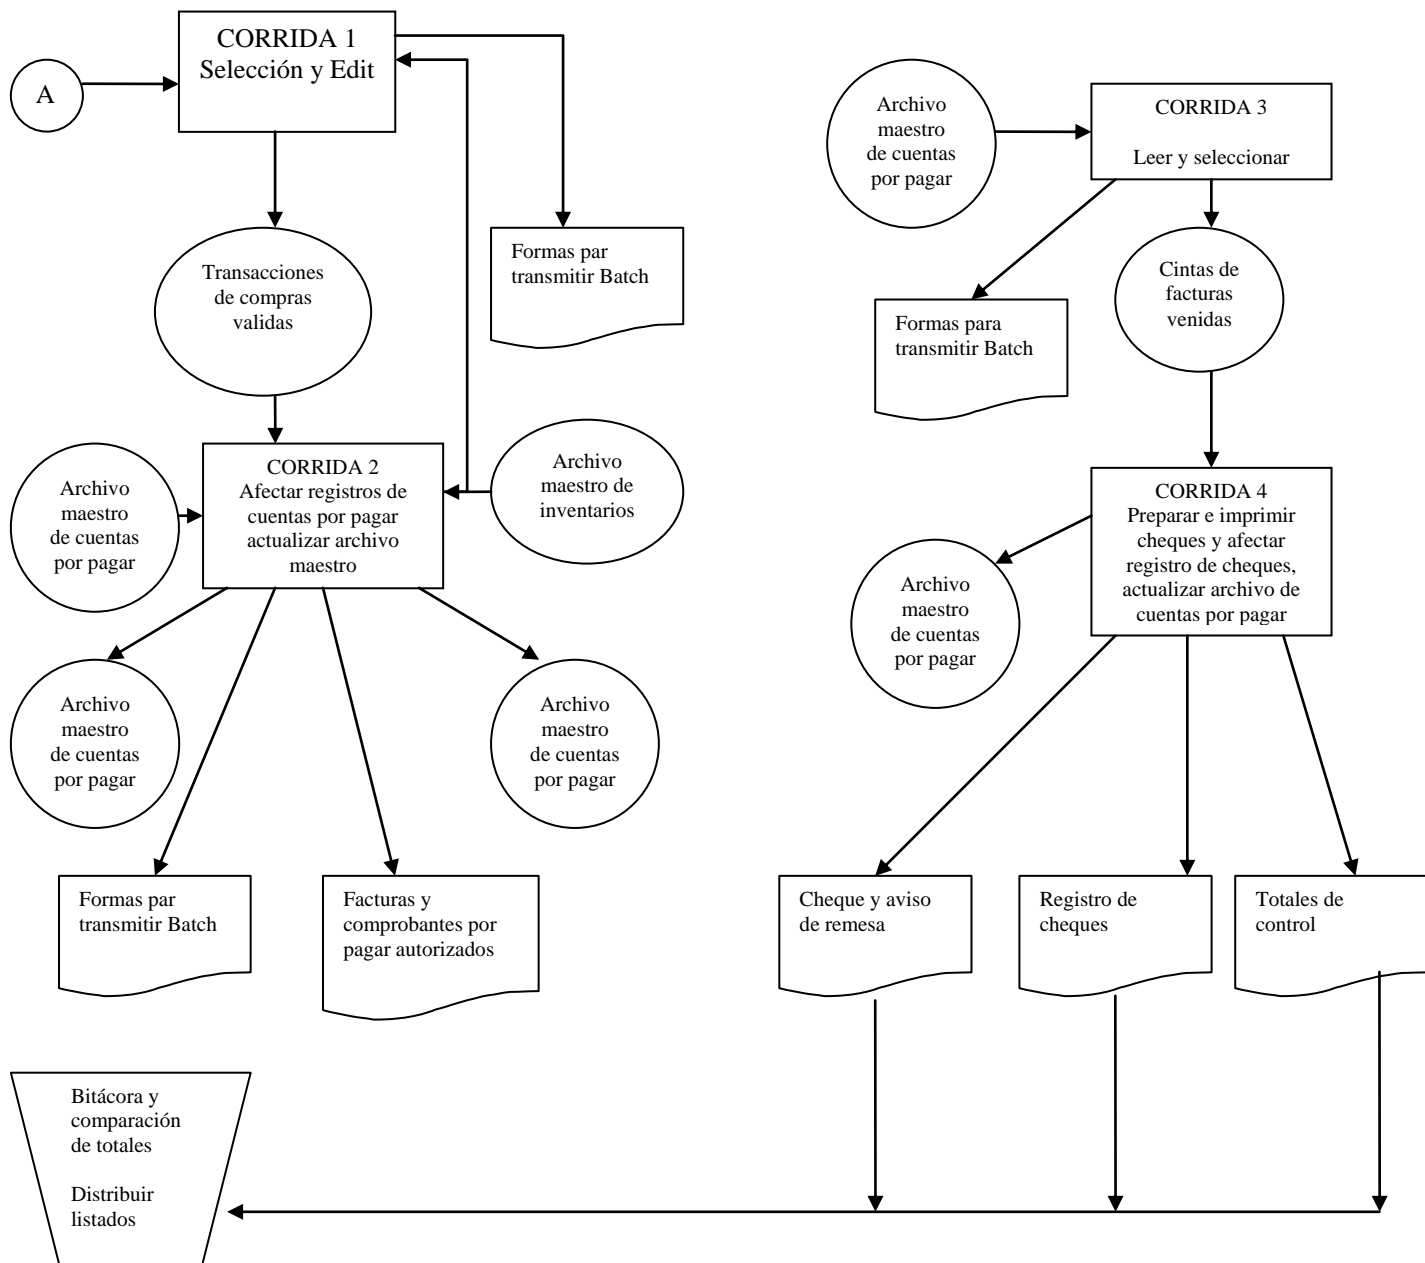 CORRIDA 1
Selección y Edit
A
Transacciones
de compras
validas
Formas par
transmitir Batch
Archivo
maestro
de cuentas
por pagar
CORRIDA 2
Afectar registros de
cuentas por pagar
actualizar archivo
maestro
Archivo
maestro de
inventarios
Archivo
maestro
de cuentas
por pagar
Archivo
maestro
de cuentas
por pagar
Formas par
transmitir Batch
Facturas y
comprobantes por
pagar autorizados
Archivo
maestro
de cuentas
por pagar
CORRIDA 3
Leer y seleccionar
Formas para
transmitir Batch
Cintas de
facturas
venidas
CORRIDA 4
Preparar e imprimir
cheques y afectar
registro de cheques,
actualizar archivo de
cuentas por pagar
Archivo
maestro
de cuentas
por pagar
Cheque y aviso
de remesa
Registro de
cheques
Totales de
control
Bitácora y
comparación
de totales
Distribuir
listados